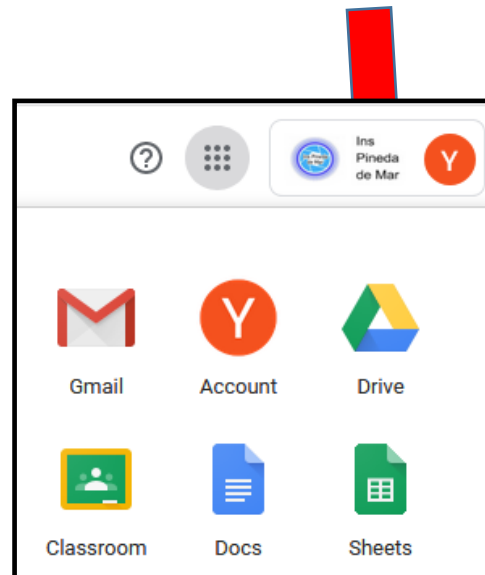 Ins
Pineda
de Mar
Y
Y
Gmail
Account
Drive
Classroom
Docs
Sheets